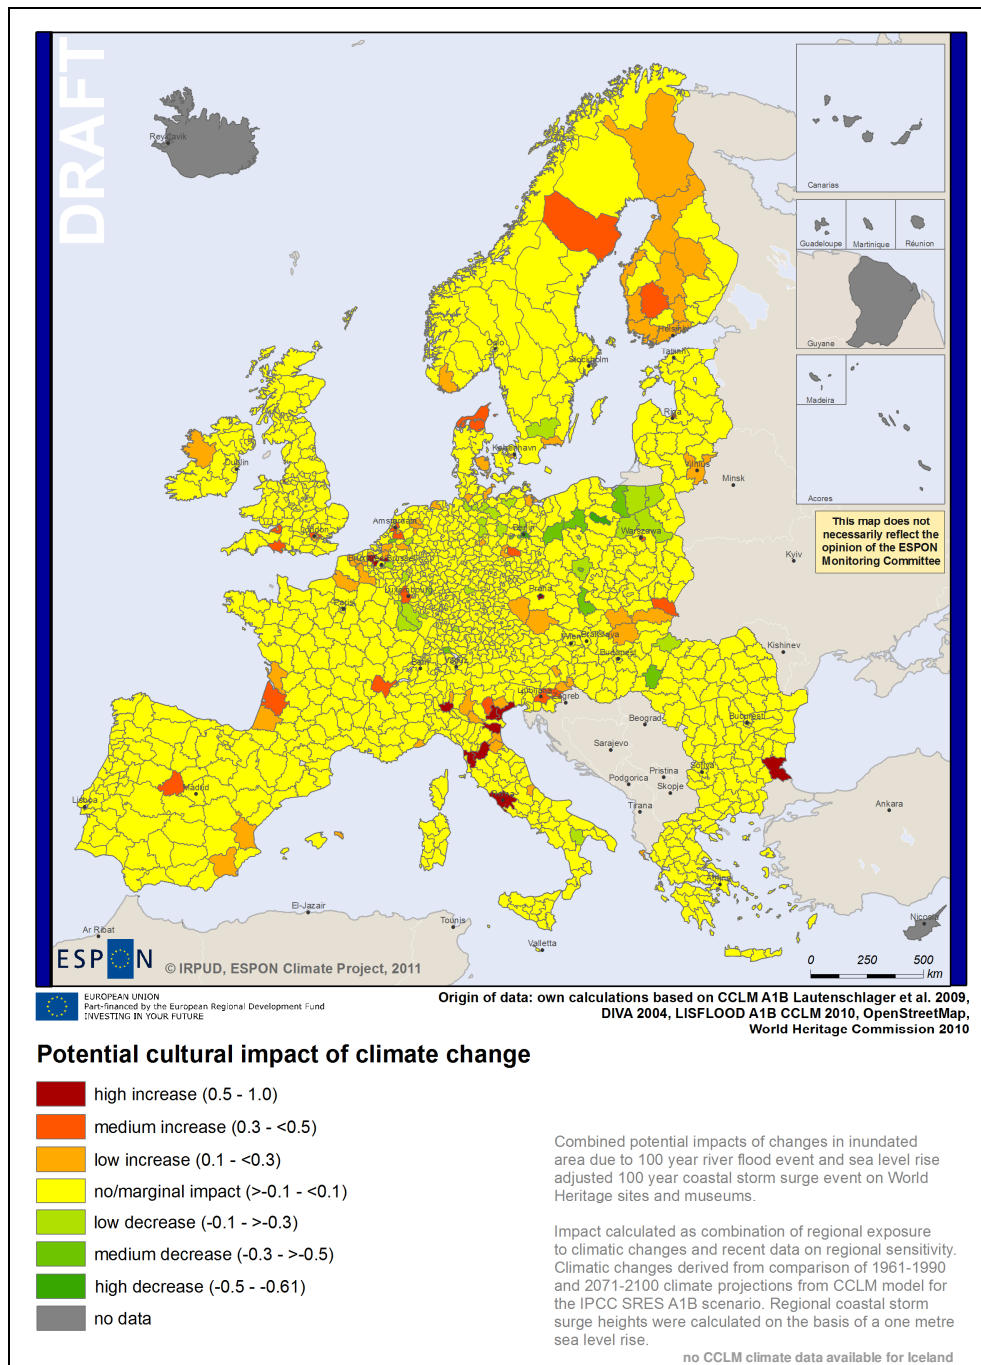 DRAFT
Reykjavik
Canarias
Guadeloupe
Martinique
Réunion
Guyane
Madeira
Acores
This map does not
necessarily reflect the
opinion of the ESPON
Monitoring Committee
Oslo
Helsinki
Tallinn
Stockholm
Riga
København
Vilnius
Minsk
Dublin
London
Amsterdam
Berlin
Warszawa
Kyiv
Luxembourg
Praha
Paris
Wien
Bratislava
Budapest
Kishinev
Bern
Vaduz
Ljubljana
Zagreb
Beograd
Bucuresti
Sarajevo
Sofiya
Pristina
Podgorica
Skopje
Tirana
Roma
Ankara
Madrid
Lisboa
Athinai
El-Jazair
Tounis
Ar Ribat
Valletta
Nicosia
ESPON
© IRPUD, ESPON Climate Project, 2011
0 250 500
km
EUROPEAN UNION
Part-financed by the European Regional Development Fund
INVESTING IN YOUR FUTURE
Origin of data: own calculations based on CCLM A1B Lautenschlager et al. 2009,
DIVA 2004, LISFLOOD A1B CCLM 2010, OpenStreetMap,
World Heritage Commission 2010
Potential cultural impact of climate change
high increase (0.5 - 1.0)
medium increase (0.3 - <0.5)
low increase (0.1 - <0.3)
no/marginal impact (>-0.1 - <0.1)
low decrease (-0.1 - >-0.3)
medium decrease (-0.3 - >-0.5)
high decrease (-0.5 - -0.61)
no data
Combined potential impacts of changes in inundated
area due to 100 year river flood event and sea level rise
adjusted 100 year coastal storm surge event on World
Heritage sites and museums.
Impact calculated as combination of regional exposure
to climatic changes and recent data on regional sensitivity.
Climatic changes derived from comparison of 1961-1990
and 2071-2100 climate projections from CCLM model for
the IPCC SRES A1B scenario. Regional coastal storm
surge heights were calculated on the basis of a one metre
sea level rise.
no CCLM climate data available for Iceland